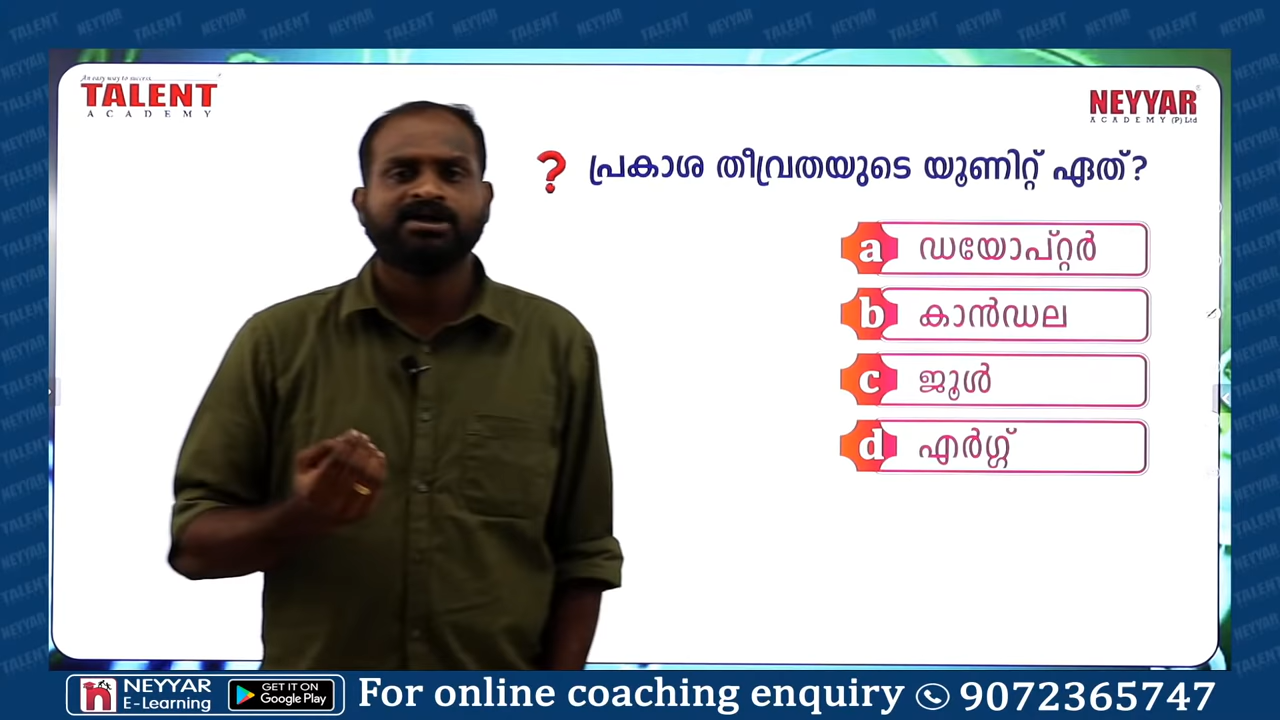 An easy way to success
TALENT
ACADEMY
NEYYAR
ACADEMY (P) Ltd
? പ്രകാശ തീവ്രതയുടെ യൂണിറ്റ് ഏത്?
a ഡയോപ്റ്റർ
b കാൻഡല
c ജൂൾ
d എർഗ്ഗ്
NEYYAR
E-Learning
GET IT ON
Google Play
For online coaching enquiry 9072365747